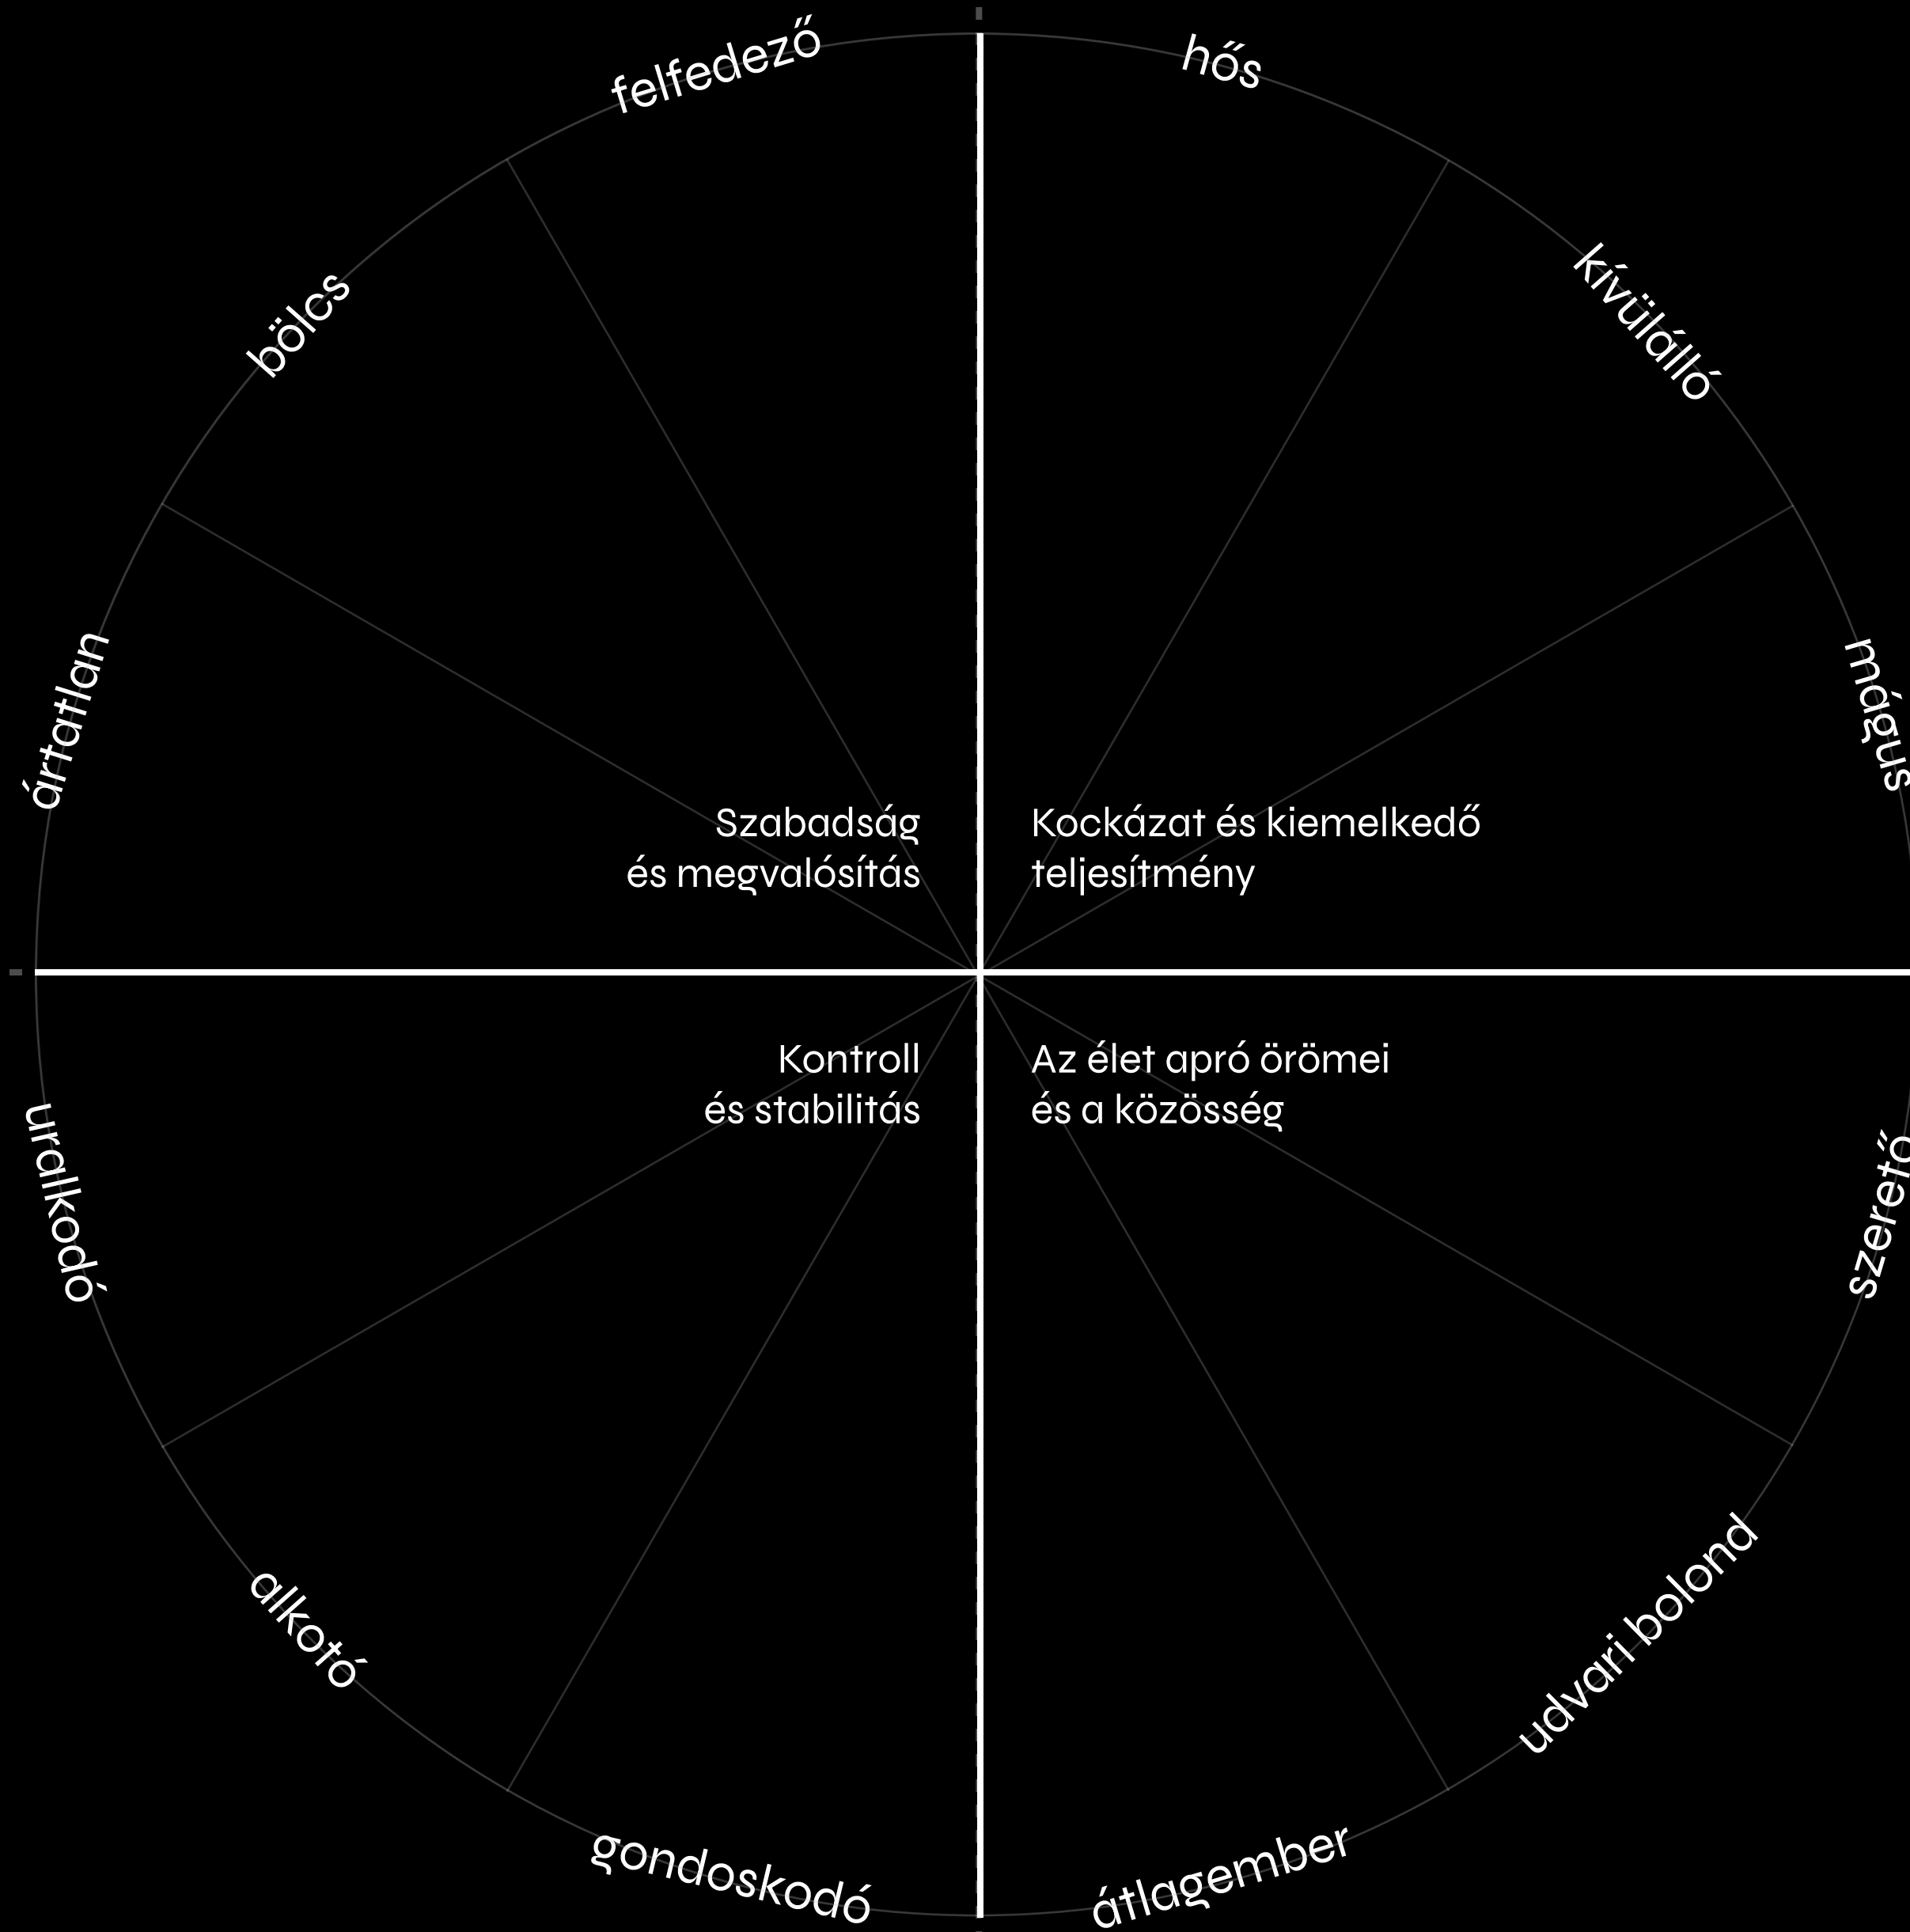 felfedező
hős
bölcs
kívülálló
ártatlan
mágus
Szabadság
és megvalósítás
Kockázat és kiemelkedő
teljesítmény
Kontroll
és stabilitás
Az élet apró örömei
és a közösség
uralkodó
szerető
alkotó
udvari bolond
gondoskodó
átlagember